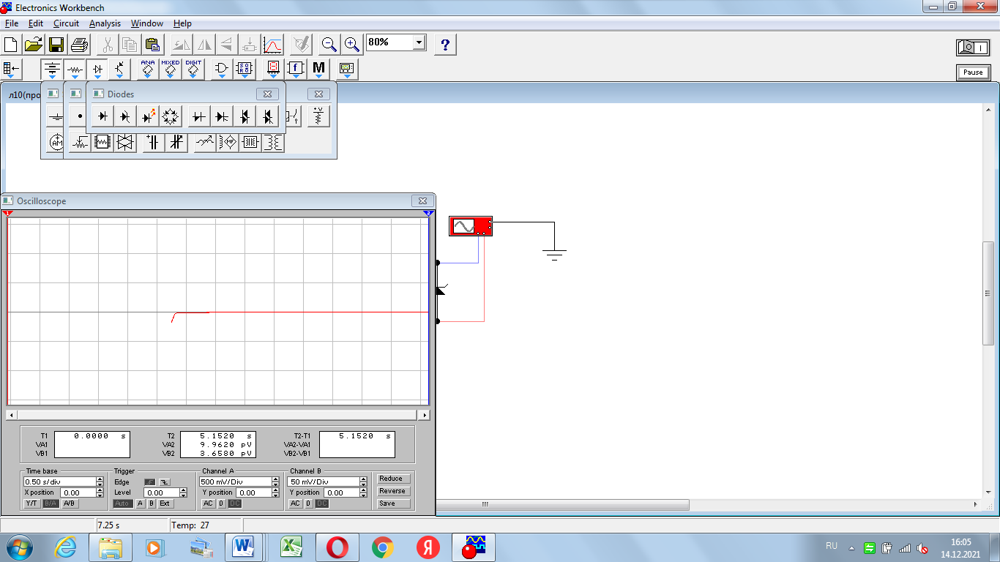 Electronics Workbench
File Edit Circuit Analysis Window Help
80%
?
ANA MIXED DIGIT
f M
I
Pause
л10(про
Diodes
+V
AM
Oscilloscope
1 2
T1 0.0000 s
VA1
VB1
T2 5.1520 s
VA2 9.9620 pV
VB2 3.6580 pV
T2-T1 5.1520 s
VA2-VA1
VB2-VB1
Time base
0.50 s/div
X position 0.00
Y/T B/A A/B
Trigger
Edge
Level 0.00
Auto A B Ext
Channel A
500 mV/Div
Y position 0.00
AC 0 DC
Channel B
50 mV/Div
Y position 0.00
AC 0 DC
Reduce
Reverse
Save
7.25 s Temp: 27
RU
16:05
14.12.2021